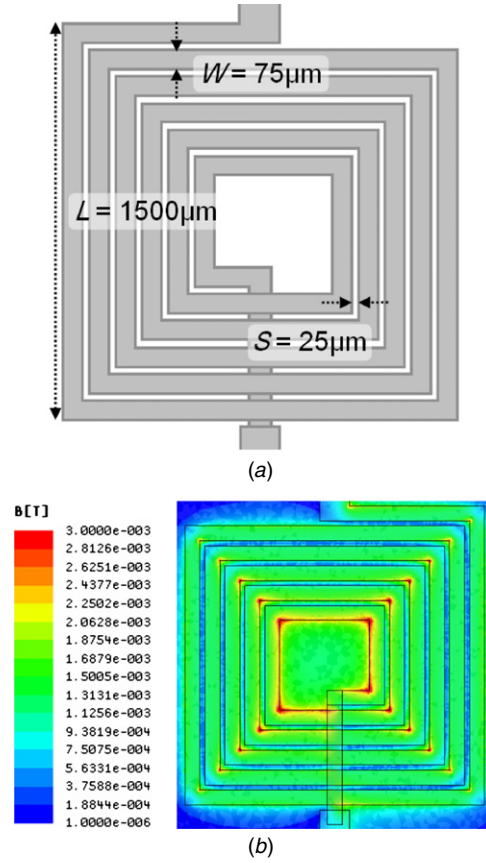 W = 75μm
L = 1500μm
S = 25μm
(a)
B[T]
3.0000e-003
2.8126e-003
2.6251e-003
2.4377e-003
2.2502e-003
2.0628e-003
1.8754e-003
1.6879e-003
1.5005e-003
1.3131e-003
1.1256e-003
9.3819e-004
7.5075e-004
5.6331e-004
3.7588e-004
1.8844e-004
1.0000e-006
(b)